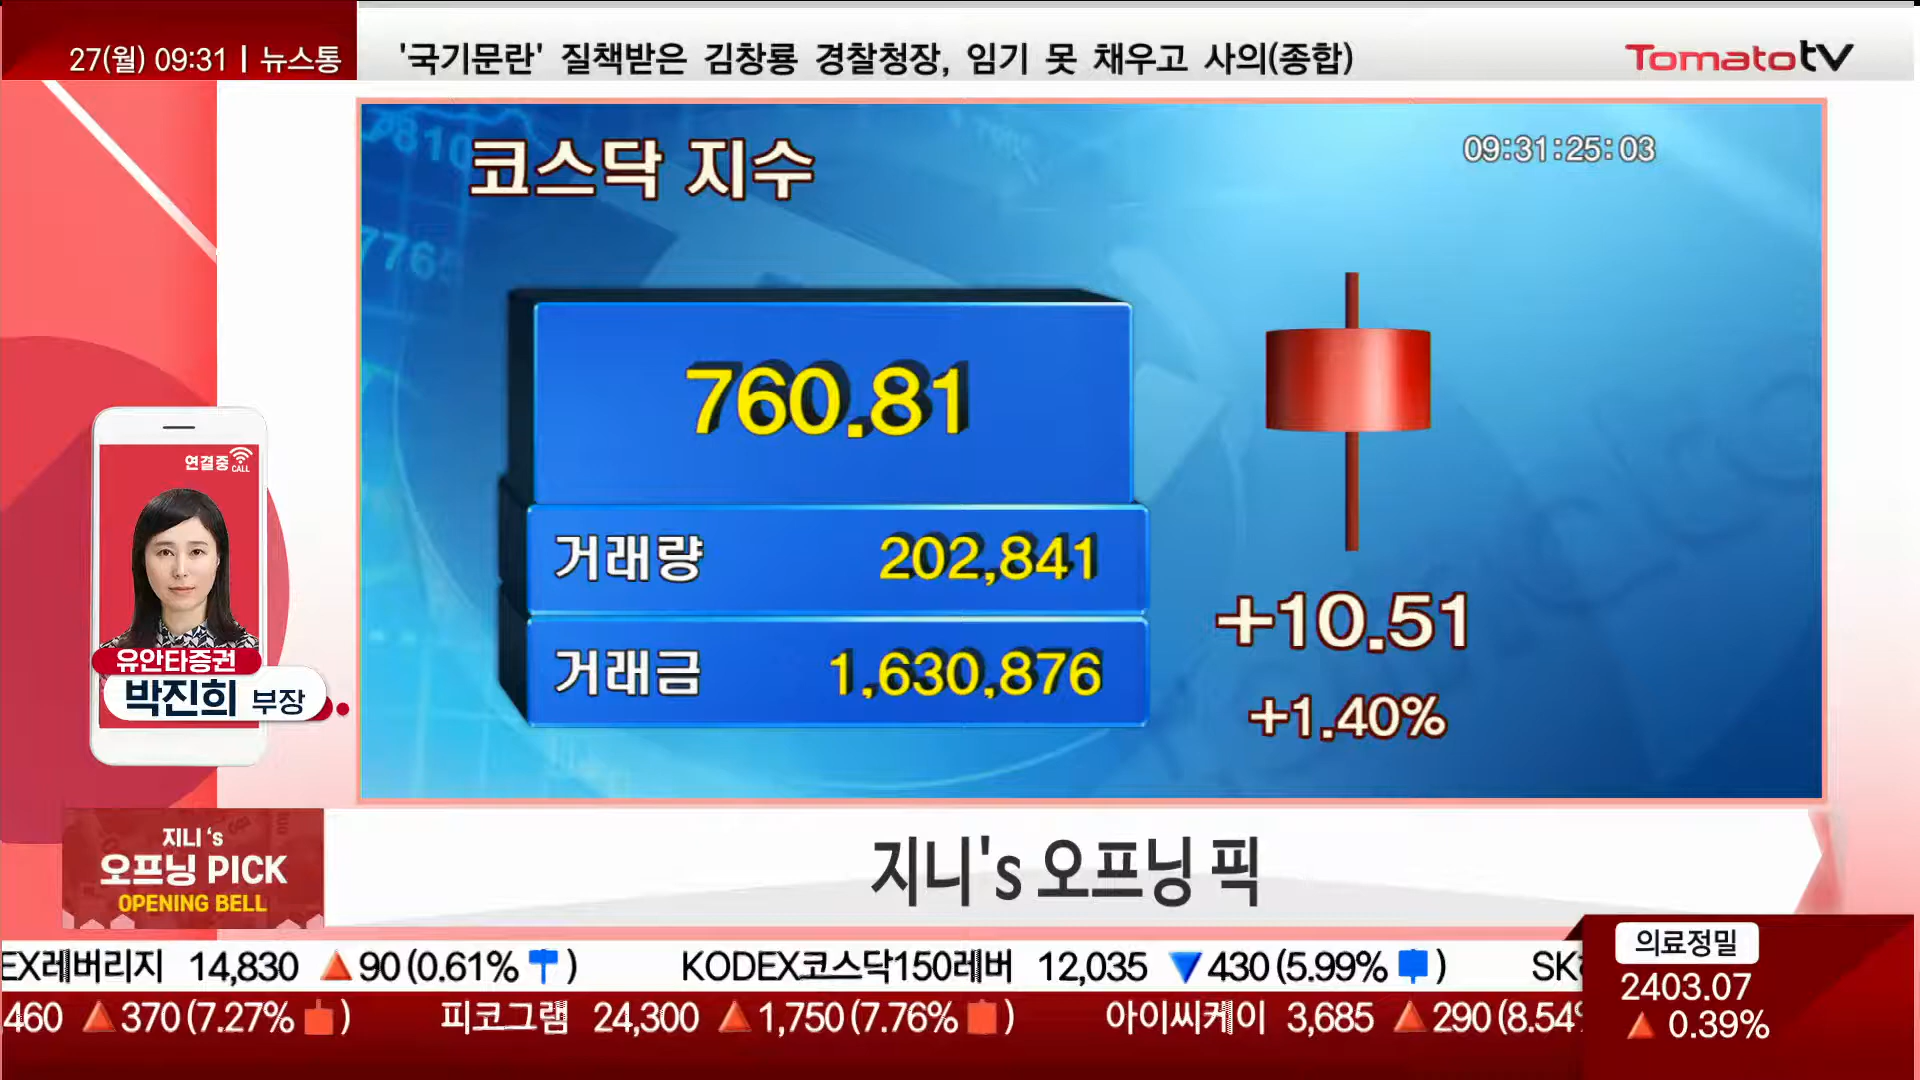 27(월) 09:31 | 뉴스통
'국기문란' 질책받은 김창룡 경찰청장, 임기 못 채우고 사의(종합)
Tomatotv
코스닥 지수
09:31:25:03
760.81
거래량 202,841
거래금 1,630,876
+10.51
+1.40%
연결중 CALL
유안타증권
박진희 부장
지니‘s
오프닝 PICK
OPENING BELL
지니's 오프닝 픽
EX레버리지 14,830 ▲90(0.61%) KODEX코스닥150레버 12,035 ▼430(5.99%)
460 ▲370(7.27%) 피코그램 24,300 ▲1,750(7.76%) 아이씨케이 3,685 ▲290(8.54%
의료정밀
2403.07
▲ 0.39%